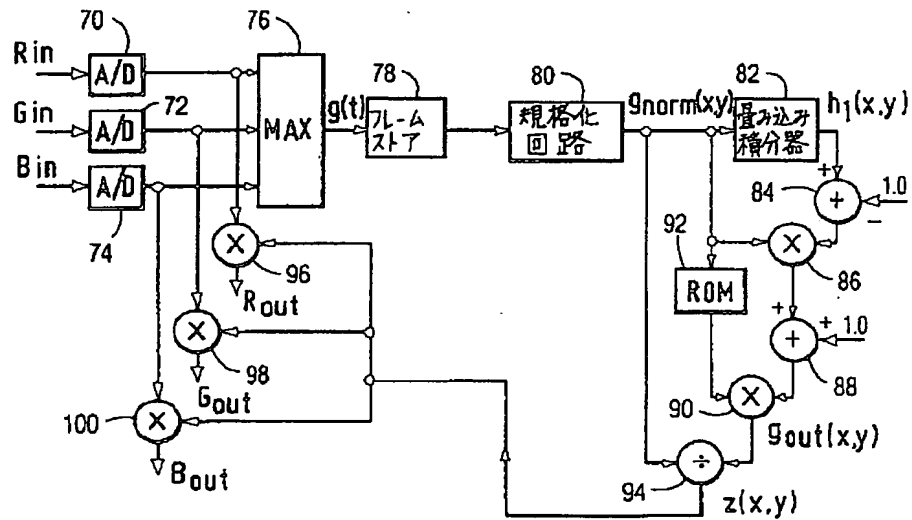 70
76
Rin
A/D
78
80
82
72
g(t)
gnorm(xy)
h₁(x,y)
Gin
A/D
MAX
フレーム
ストア
規格化
回路
畳み込み
積分器
Bin
A/D
+
84
+
1.0
−
74
×
96
92
×
86
Rout
ROM
+
+
1.0
×
98
+
88
Gout
90
×
100
×
gout(x,y)
Bout
÷
94
z(x,y)